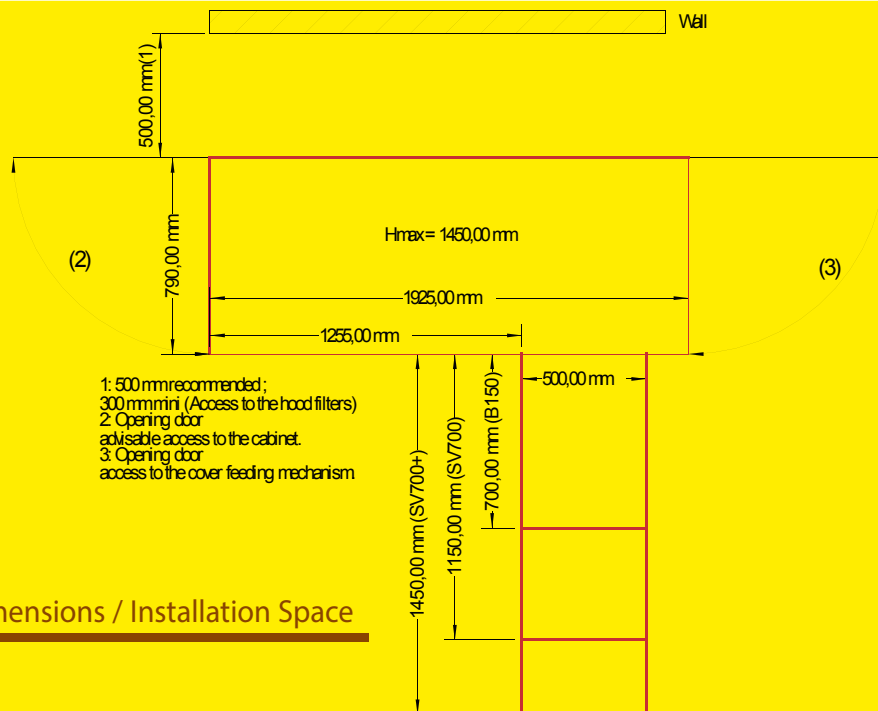 Wall
500,00 mm(1)
790,00 mm
(2)
Hmax= 1450,00 mm
(3)
1925,00 mm
1255,00 mm
500,00 mm
1: 500 mm recommended ;
300 mm mini (Access to the hood filters)
2: Opening door
advisable access to the cabinet.
3: Opening door
access to the cover feeding mechanism.
1450,00 mm (SV700+)
1150,00 mm (SV700)
700,00 mm (B150)
mensions / Installation Space